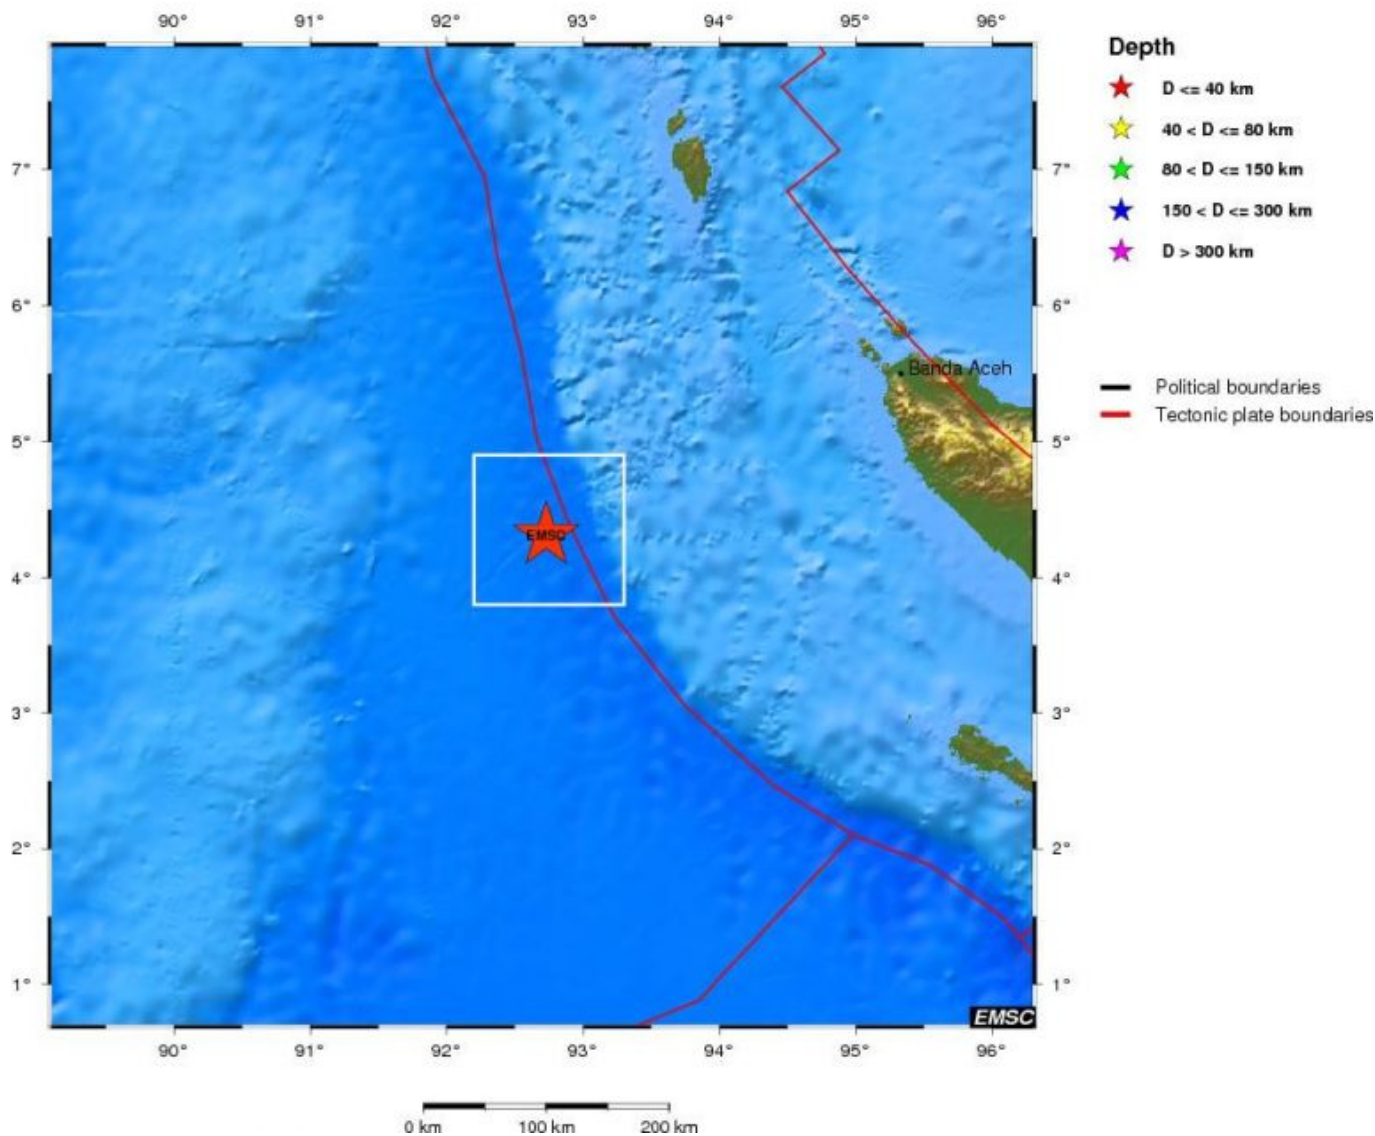 90° 91° 92° 93° 94° 95° 96°
Depth
D <= 40 km
40 < D <= 80 km
80 < D <= 150 km
150 < D <= 300 km
D > 300 km
7° 7°
6° 6°
Banda Aceh
Political boundaries
Tectonic plate boundaries
5° 5°
EMSC
4° 4°
3° 3°
2° 2°
1° 1°
EMSC
90° 91° 92° 93° 94° 95° 96°
0 km 100 km 200 km